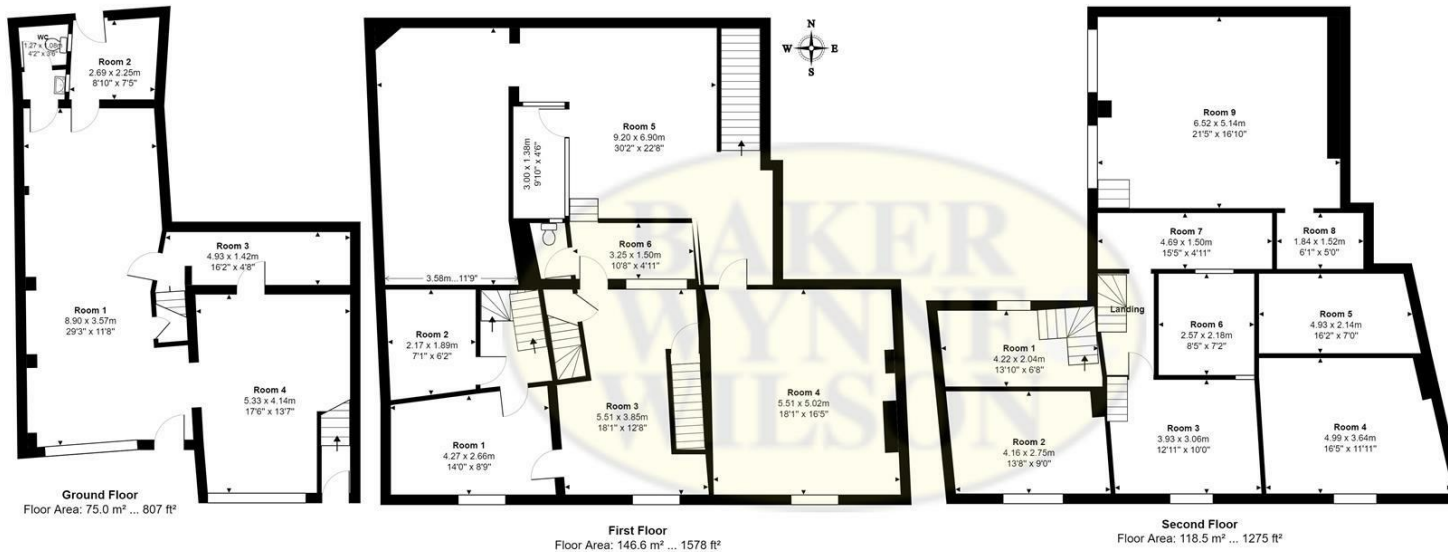 WC
1.27 x 1.08m
4'2" x 3'6"
Room 2
2.69 x 2.25m
8'10" x 7'5"
Room 3
4.93 x 1.42m
16'2" x 4'8"
Room 1
8.90 x 3.57m
29'3" x 11'8"
Room 4
5.33 x 4.14m
17'6" x 13'7"
Ground Floor
Floor Area: 75.0 m² ... 807 ft²
N
W E
S
Room 5
9.20 x 6.90m
30'2" x 22'8"
3.00 x 1.38m
9'10" x 4'6"
Room 6
3.25 x 1.50m
10'8" x 4'11"
3.58m...11'9"
Room 2
2.17 x 1.89m
7'1" x 6'2"
Room 3
5.51 x 3.85m
18'1" x 12'8"
Room 4
5.51 x 5.02m
18'1" x 16'5"
Room 1
4.27 x 2.66m
14'0" x 8'9"
First Floor
Floor Area: 146.6 m² ... 1578 ft²
BAKER
WYNNE
WILSON
Room 9
6.52 x 5.14m
21'5" x 16'10"
Room 7
4.69 x 1.50m
15'5" x 4'11"
Room 8
1.84 x 1.52m
6'1" x 5'0"
Landing
Room 1
4.22 x 2.04m
13'10" x 6'8"
Room 6
2.57 x 2.18m
8'5" x 7'2"
Room 5
4.93 x 2.14m
16'2" x 7'0"
Room 2
4.16 x 2.75m
13'8" x 9'0"
Room 3
3.93 x 3.06m
12'11" x 10'0"
Room 4
4.99 x 3.64m
16'5" x 11'11"
Second Floor
Floor Area: 118.5 m² ... 1275 ft²